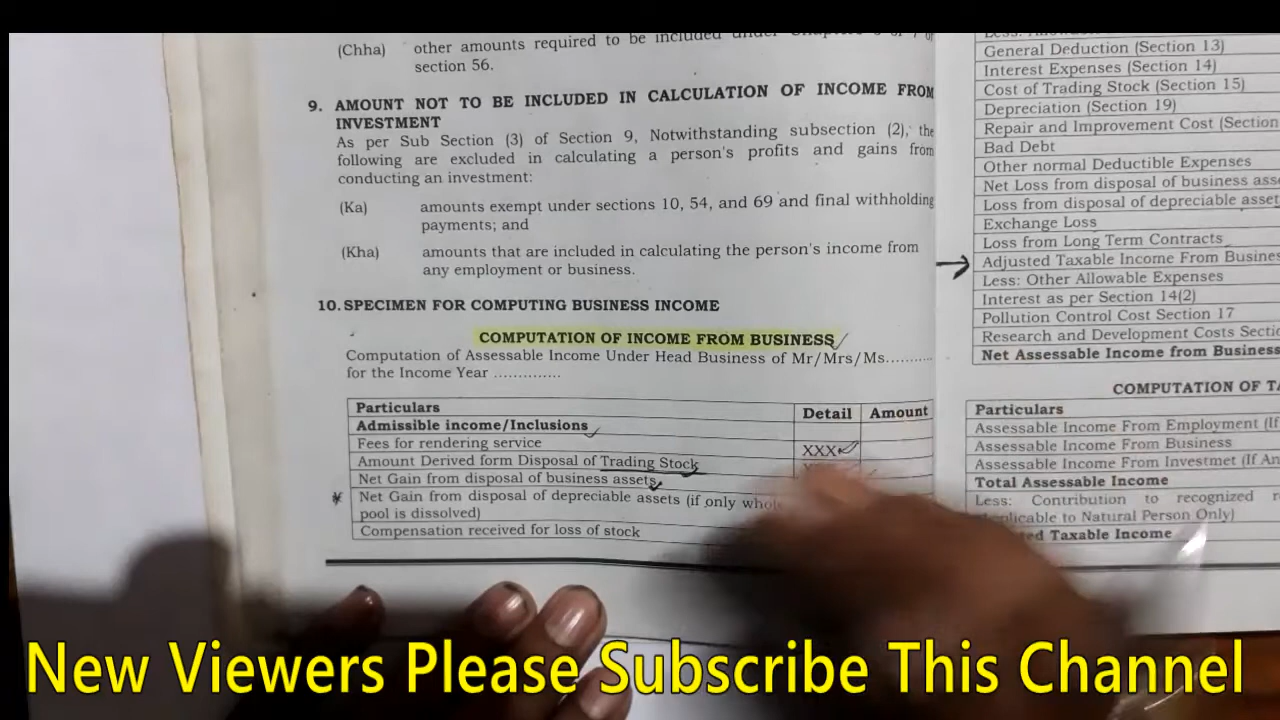 (Chha) other amounts required to be included under
section 56.
9. AMOUNT NOT TO BE INCLUDED IN CALCULATION OF INCOME FROM
INVESTMENT
As per Sub Section (3) of Section 9, Notwithstanding subsection (2), the
following are excluded in calculating a person's profits and gains from
conducting an investment:
(Ka) amounts exempt under sections 10, 54, and 69 and final withholding
payments; and
(Kha) amounts that are included in calculating the person's income from
any employment or business.
10. SPECIMEN FOR COMPUTING BUSINESS INCOME
COMPUTATION OF INCOME FROM BUSINESS
Computation of Assessable Income Under Head Business of Mr/Mrs/Ms...........
for the Income Year ..............
Particulars Detail Amount
Admissible income/Inclusions
Fees for rendering service XXX
Amount Derived form Disposal of Trading Stock
Net Gain from disposal of business assets
Net Gain from disposal of depreciable assets (if only
pool is dissolved)
Compensation received for loss of stock
General Deduction (Section 13)
Interest Expenses (Section 14)
Cost of Trading Stock (Section 15)
Depreciation (Section 19)
Repair and Improvement Cost (Section
Bad Debt
Other normal Deductible Expenses
Net Loss from disposal of business
Loss from disposal of depreciable
Exchange Loss
Loss from Long Term Contracts
Adjusted Taxable Income From
Less: Other Allowable Expenses
Interest as per Section 14(2)
Pollution Control Cost Section 17
Research and Development Costs
Net Assessable Income from Business
COMPUTATION OF
Particulars
Assessable Income From Employment
Assessable Income From Business
Assessable Income From Investmet (If
Total Assessable Income
Less: Contribution to recognized
Applicable to Natural Person Only)
Taxable Income
New Viewers Please Subscribe This Channel